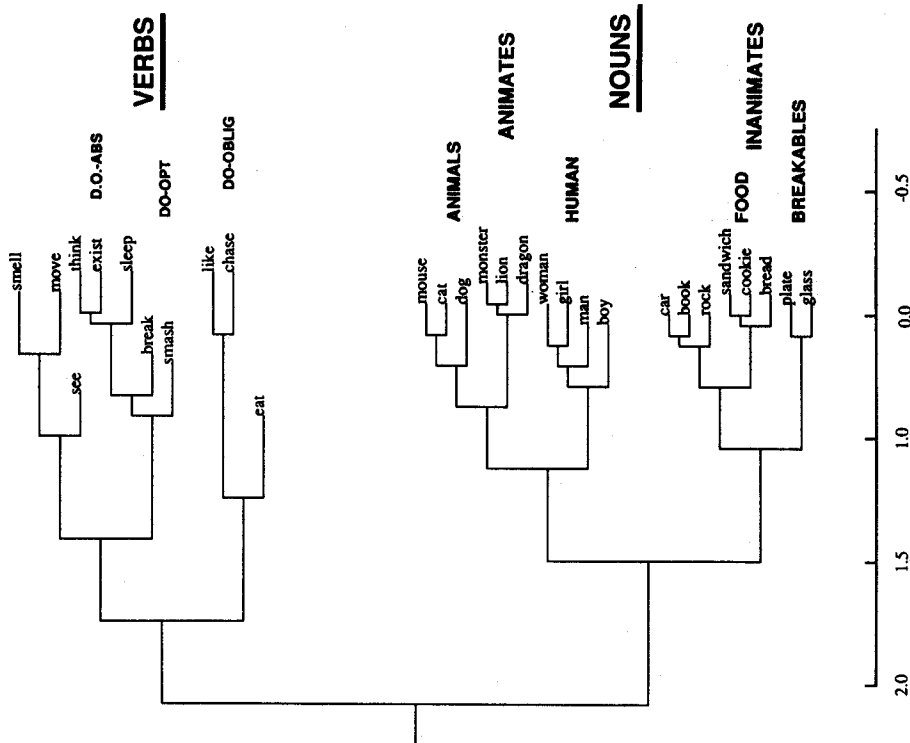 VERBS
D.O.-ABS
DO-OPT
DO-OBLIG
smell
move
think
exist
sleep
see
break
smash
like
chase
eat
NOUNS
ANIMATES
ANIMALS
HUMAN
mouse
cat
dog
monster
lion
dragon
woman
girl
man
boy
INANIMATES
FOOD
BREAKABLES
car
book
rock
sandwich
cookie
bread
plate
glass
2.0
1.5
1.0
0.0
-0.5